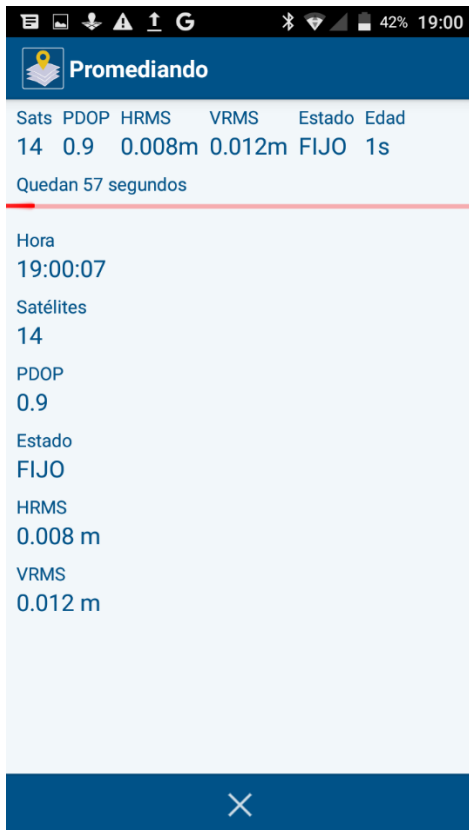 G 42% 19:00
Promediando
Sats PDOP HRMS VRMS Estado Edad
14 0.9 0.008m 0.012m FIJO 1s
Quedan 57 segundos
Hora
19:00:07
Satélites
14
PDOP
0.9
Estado
FIJO
HRMS
0.008 m
VRMS
0.012 m